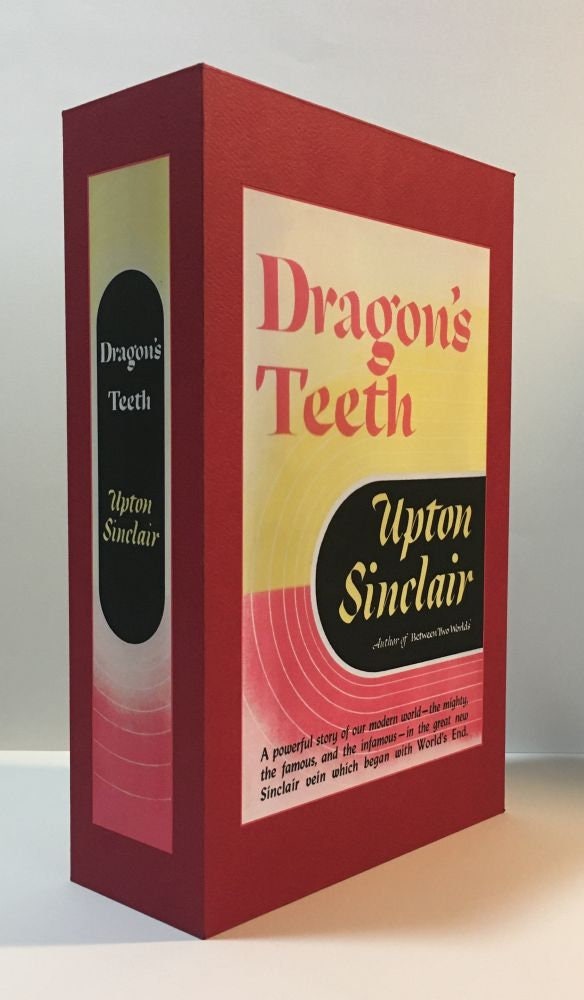 Dragon's
Teeth
Upton
Sinclair
Dragon's
Teeth
Upton
Sinclair
Author of Between Two Worlds
A powerful story of our modern world—the mighty,
the famous, and the infamous—in the great new
Sinclair vein which began with World's End.